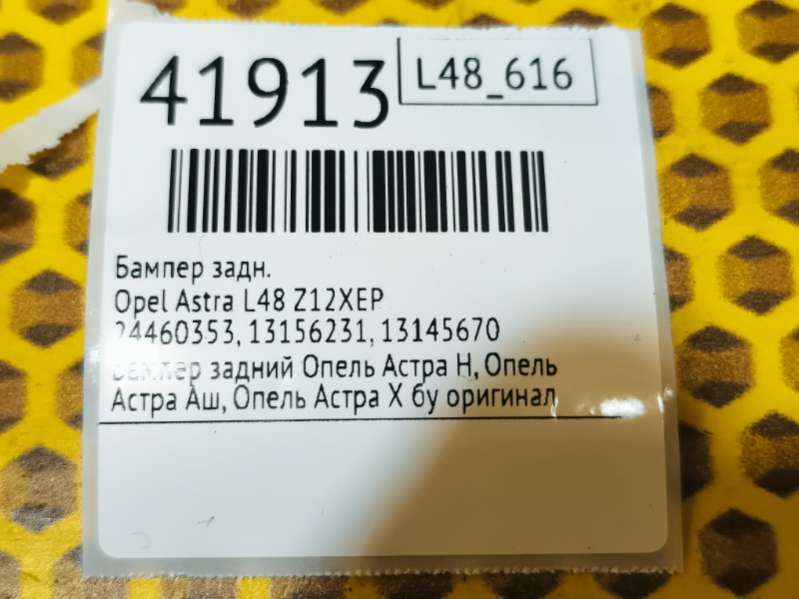 41913
L48_616
Бампер задн.
Opel Astra L48 Z12XEP
24460353, 13156231, 13145670
Бампер задний Опель Астра Н, Опель
Астра Аш, Опель Астра Х бу оригинал